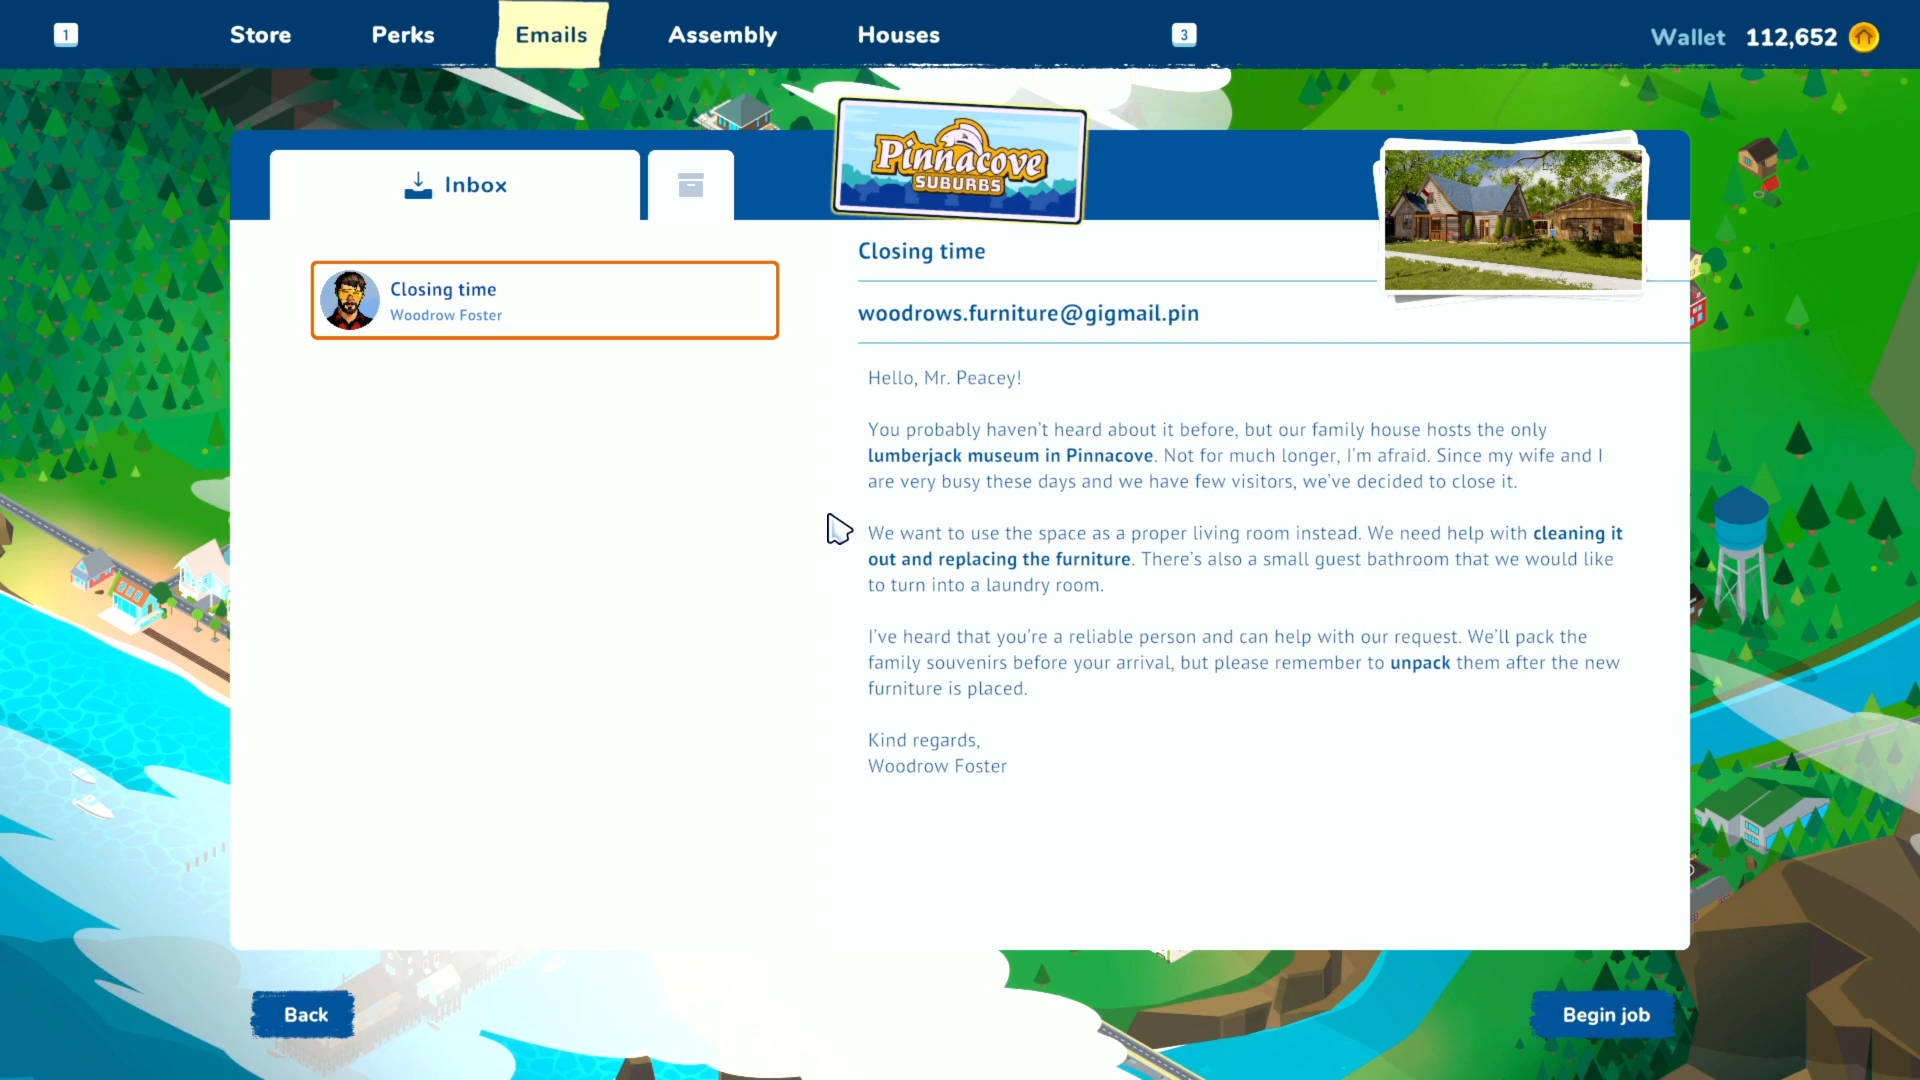 1
Store
Perks
Emails
Assembly
Houses
3
Wallet 112,652
Inbox
Pinnacove
SUBURBS
Closing time
Woodrow Foster
Closing time
woodrows.furniture@gigmail.pin
Hello, Mr. Peacey!
You probably haven't heard about it before, but our family house hosts the only
lumberjack museum in Pinnacove. Not for much longer, I'm afraid. Since my wife and I
are very busy these days and we have few visitors, we've decided to close it.
We want to use the space as a proper living room instead. We need help with cleaning it
out and replacing the furniture. There's also a small guest bathroom that we would like
to turn into a laundry room.
I've heard that you're a reliable person and can help with our request. We'll pack the
family souvenirs before your arrival, but please remember to unpack them after the new
furniture is placed.
Kind regards,
Woodrow Foster
Back
Begin job